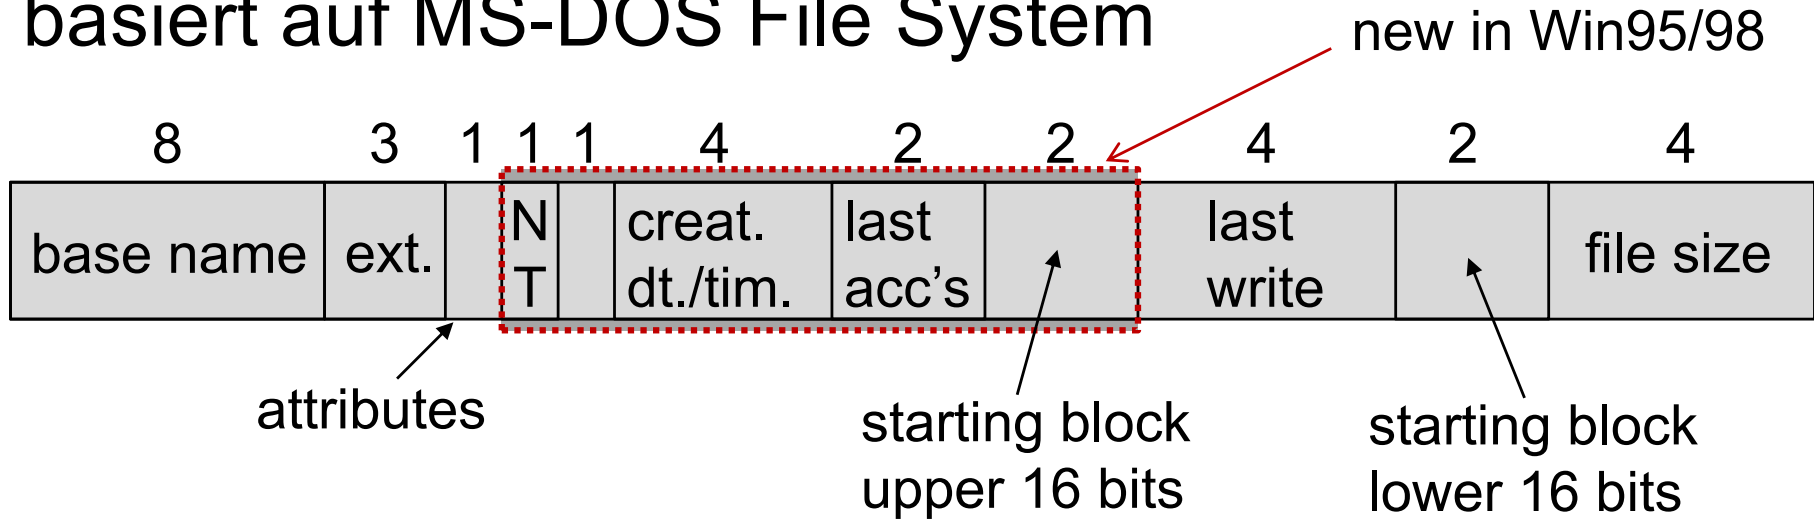 basiert auf MS-DOS File System
new in Win95/98
8 3 1 1 1 4 2 2 4 2 4
base name
ext.
N
T
creat.
dt./tim.
last
acc’s
last
write
file size
attributes
starting block
upper 16 bits
starting block
lower 16 bits